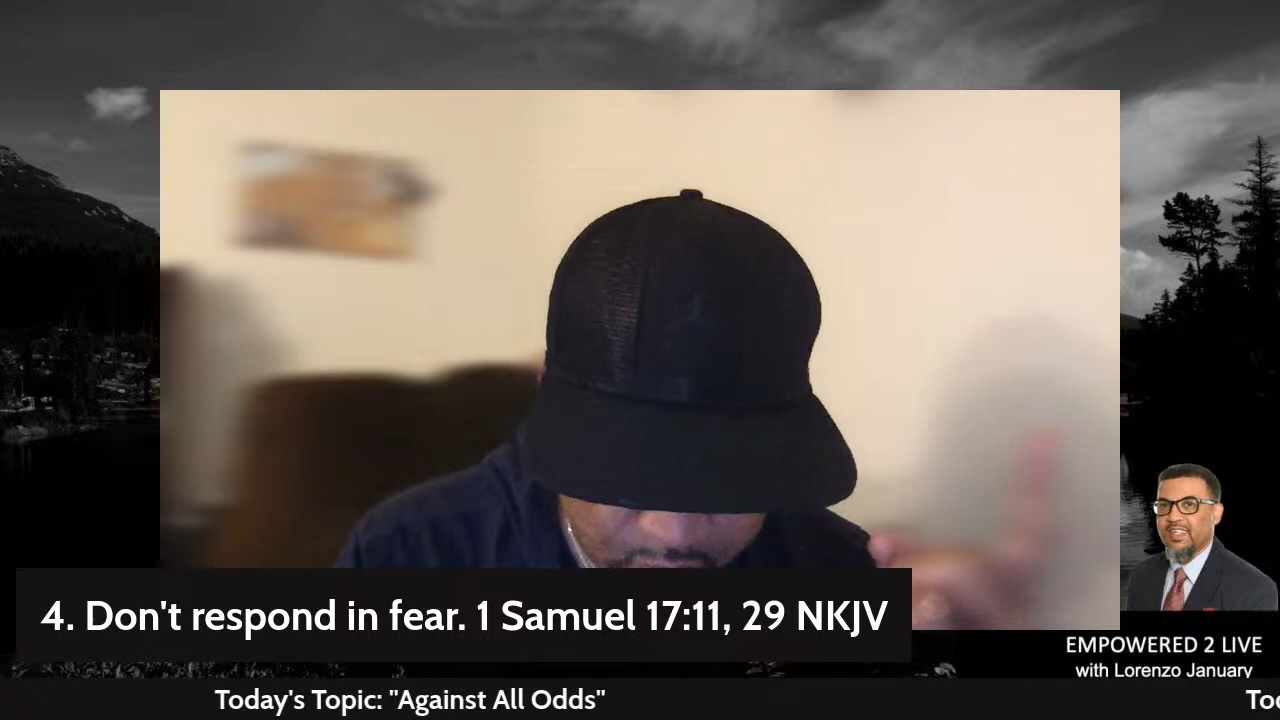 4. Don't respond in fear. 1 Samuel 17:11, 29 NKJV
EMPOWERED 2 LIVE
with Lorenzo January
Today's Topic: "Against All Odds"